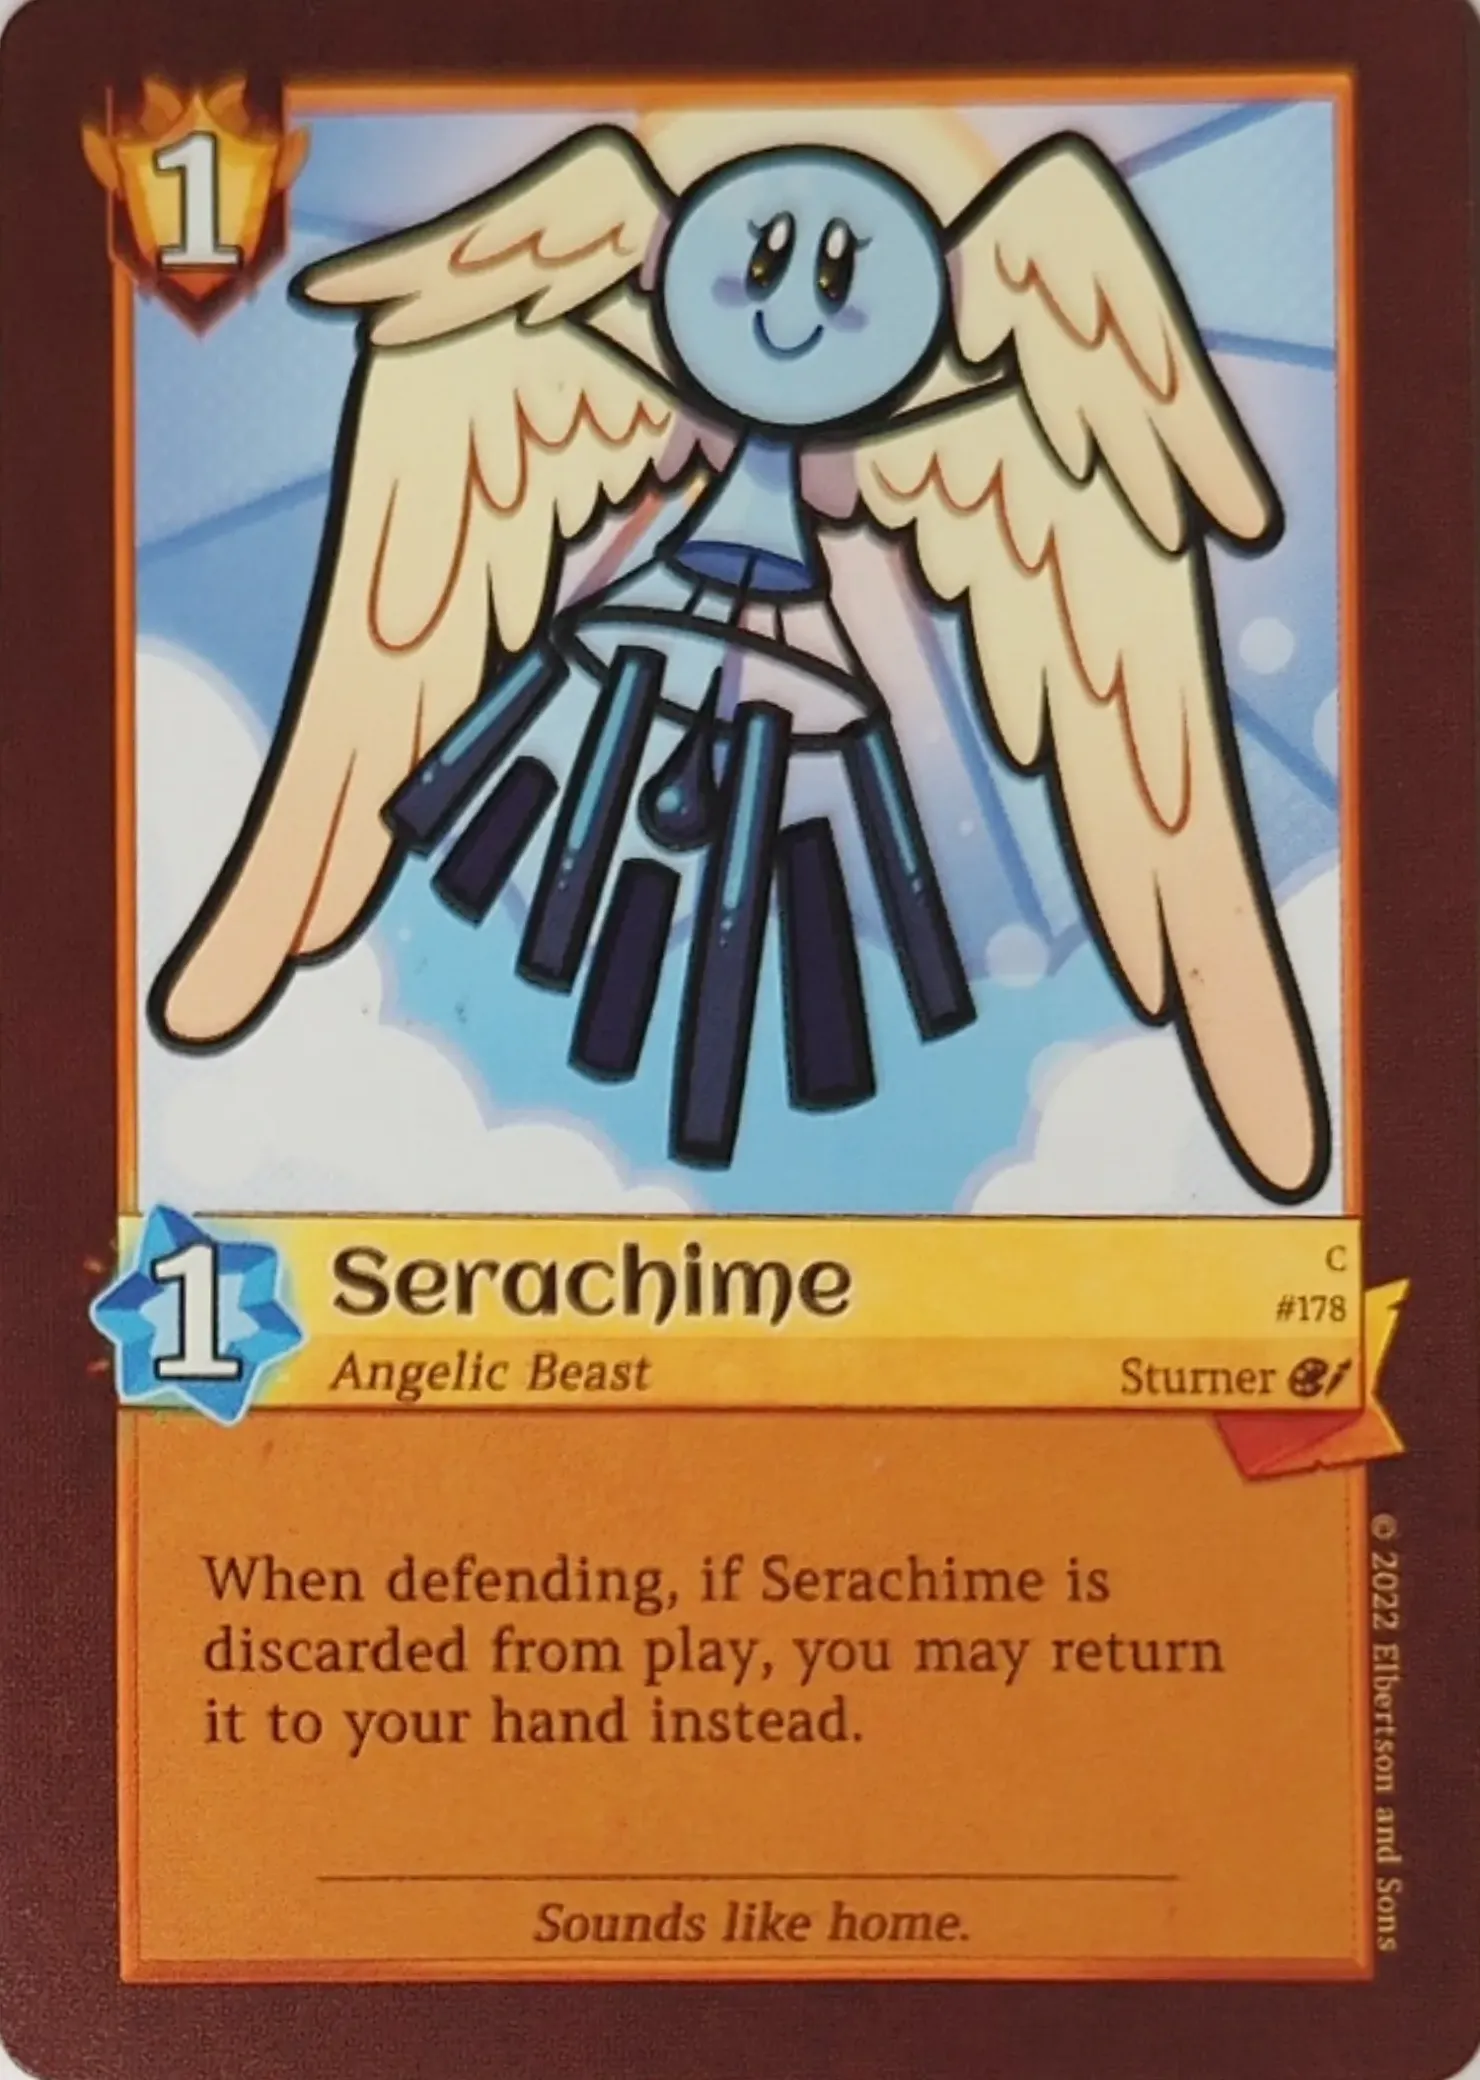 1
1
Serachime
C
#178
Angelic Beast
Sturner
When defending, if Serachime is
discarded from play, you may return
it to your hand instead.
Sounds like home.
© 2022 Elbertson and Sons